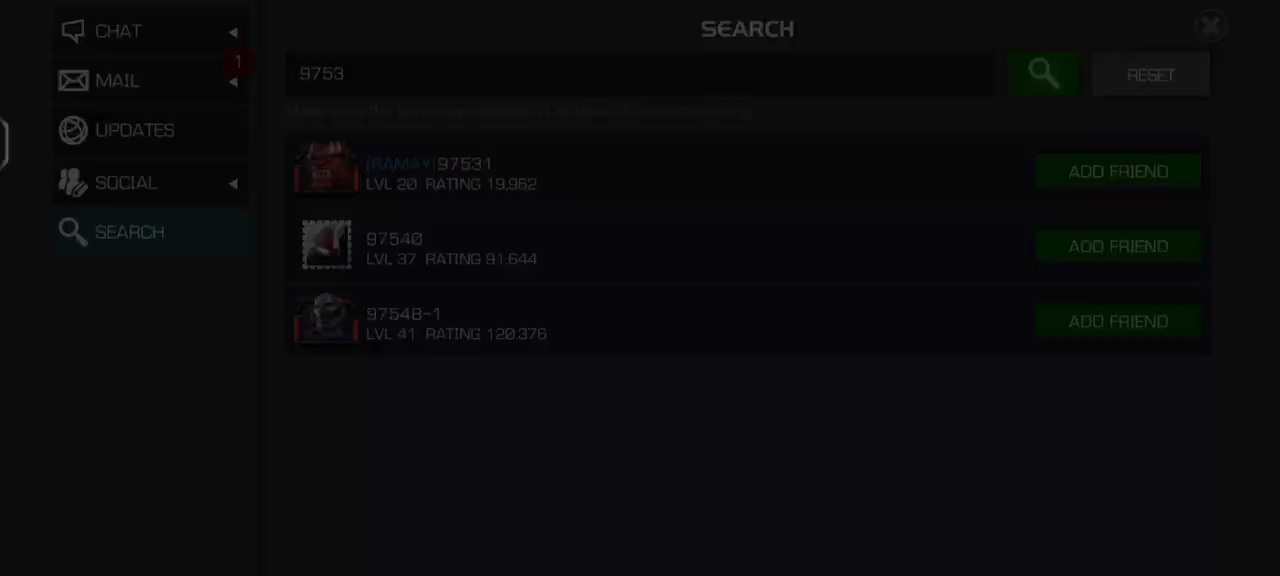 CHAT
1
MAIL
UPDATES
SOCIAL
SEARCH
SEARCH
9753
RESET
[RAMAY]97531
LVL 20 RATING 19,962
ADD FRIEND
97540
LVL 37 RATING 91,644
ADD FRIEND
97548-1
LVL 41 RATING 120,376
ADD FRIEND